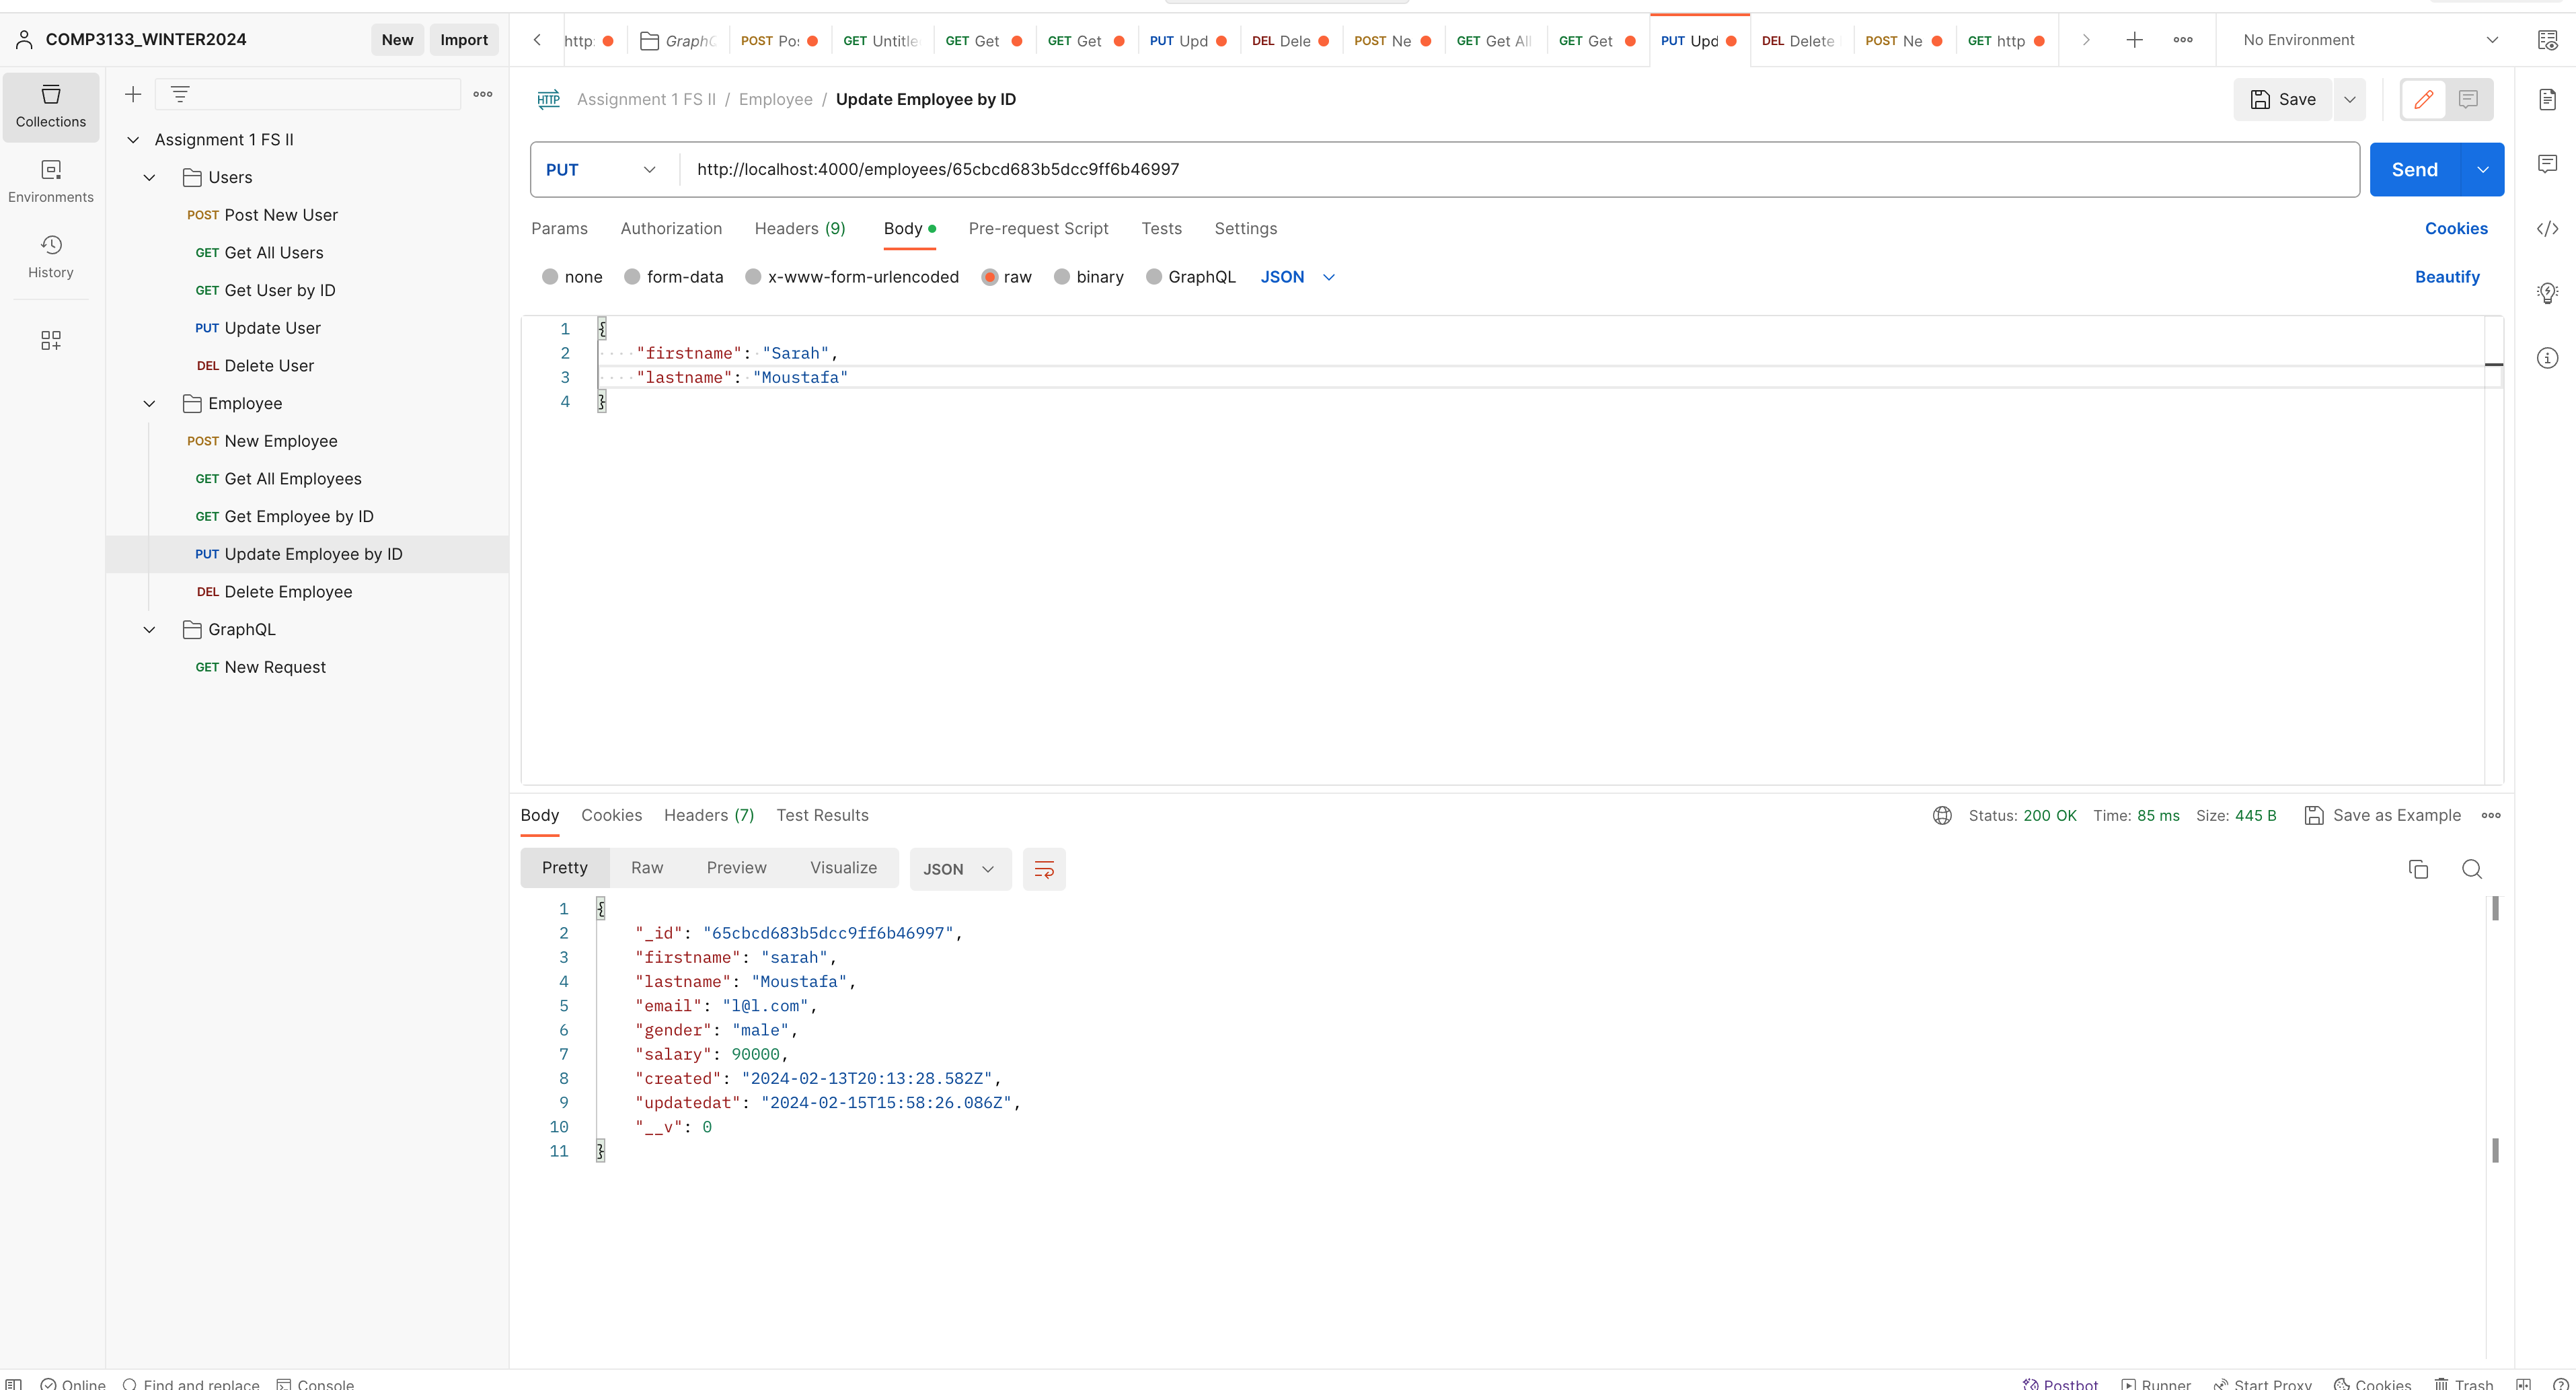 COMP3133_WINTER2024
New
Import
http:
GraphQ
POST Po:
GET Untitle
GET Get
GET Get
PUT Upd
DEL Dele
POST Ne
GET Get All
GET Get
PUT Upd
DEL Delete
POST Ne
GET http
No Environment
Collections
Environments
History
Assignment 1 FS II
Users
POST Post New User
GET Get All Users
GET Get User by ID
PUT Update User
DEL Delete User
Employee
POST New Employee
GET Get All Employees
GET Get Employee by ID
PUT Update Employee by ID
DEL Delete Employee
GraphQL
GET New Request
HTTP Assignment 1 FS II / Employee / Update Employee by ID
Save
PUT http://localhost:4000/employees/65cbcd683b5dcc9ff6b46997
Send
Params Authorization Headers (9) Body Pre-request Script Tests Settings
Cookies
none form-data x-www-form-urlencoded raw binary GraphQL JSON
Beautify
1 {
2 "firstname": "Sarah",
3 "lastname": "Moustafa"
4 }
Body Cookies Headers (7) Test Results
Status: 200 OK Time: 85 ms Size: 445 B
Save as Example
Pretty Raw Preview Visualize JSON
1 {
2 "_id": "65cbcd683b5dcc9ff6b46997",
3 "firstname": "sarah",
4 "lastname": "Moustafa",
5 "email": "l@l.com",
6 "gender": "male",
7 "salary": 90000,
8 "created": "2024-02-13T20:13:28.582Z",
9 "updatedat": "2024-02-15T15:58:26.086Z",
10 "__v": 0
11 }
Online Find and replace Console
Postbot Runner Start Proxy Cookies Trash